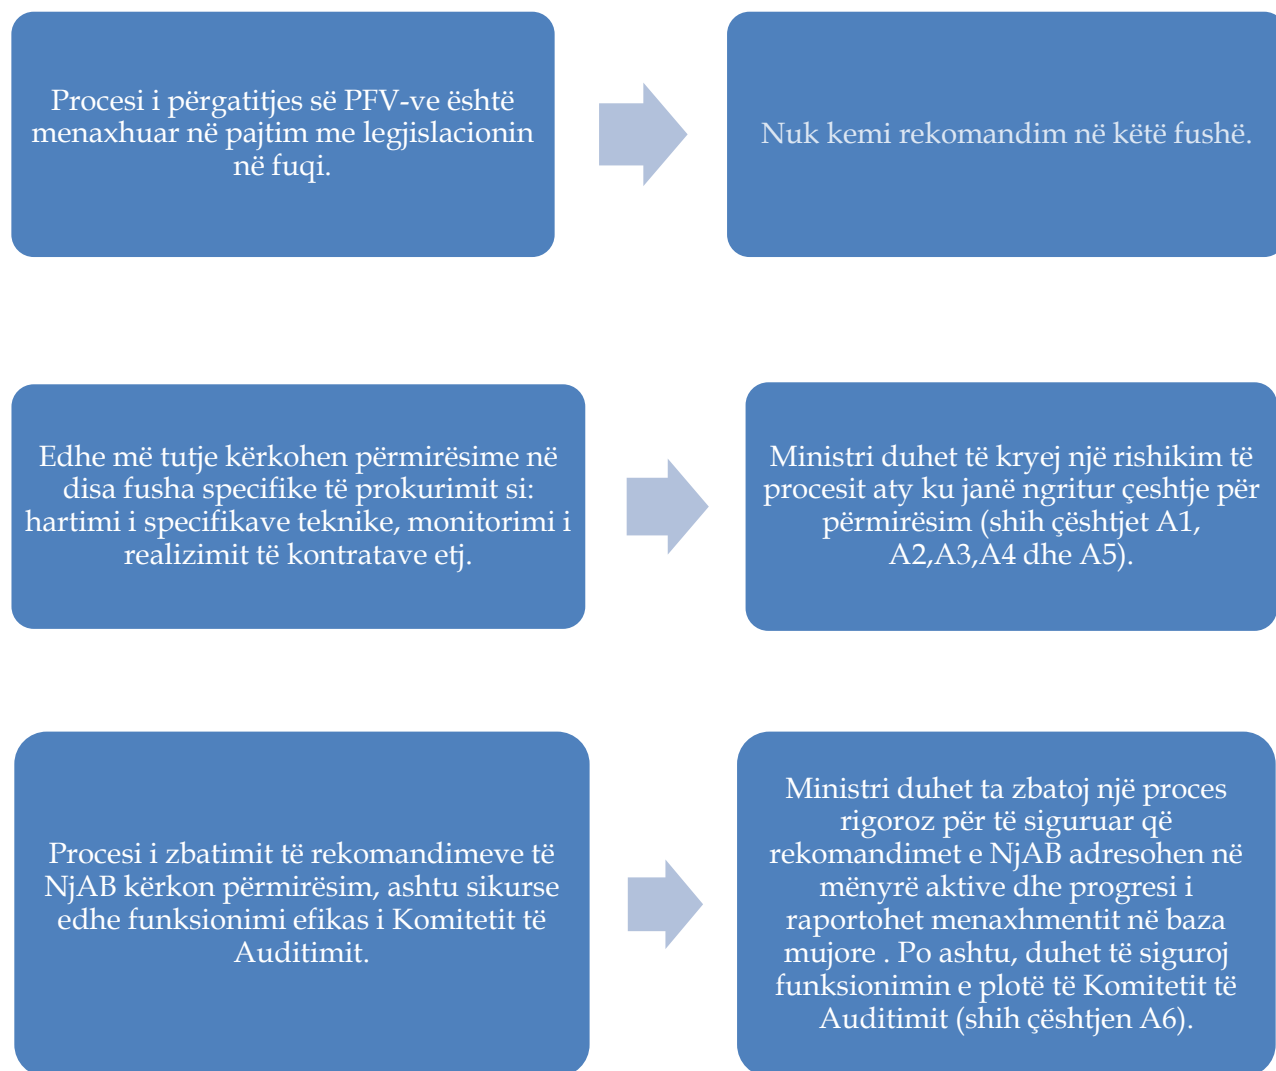 Procesi i përgatitjes së PFV-ve është
menaxhuar në pajtim me legjislacionin
në fuqi.
Nuk kemi rekomandim në këtë fushë.
Edhe më tutje kërkohen përmirësime në
disa fusha specifike të prokurimit si:
hartimi i specifikave teknike, monitorimi i
realizimit të kontratave etj.
Ministri duhet të kryej një rishikim të
procesit aty ku janë ngritur çeshtje për
përmirësim (shih çështjet A1,
A2,A3,A4 dhe A5).
Procesi i zbatimit të rekomandimeve të
NjAB kërkon përmirësim, ashtu sikurse
edhe funksionimi efikas i Komitetit të
Auditimit.
Ministri duhet ta zbatoj një proces
rigoroz për të siguruar që
rekomandimet e NjAB adresohen në
mënyrë aktive dhe progresi i
raportohet menaxhmentit në baza
mujore . Po ashtu, duhet të siguroj
funksionimin e plotë të Komitetit të
Auditimit (shih çështjen A6).